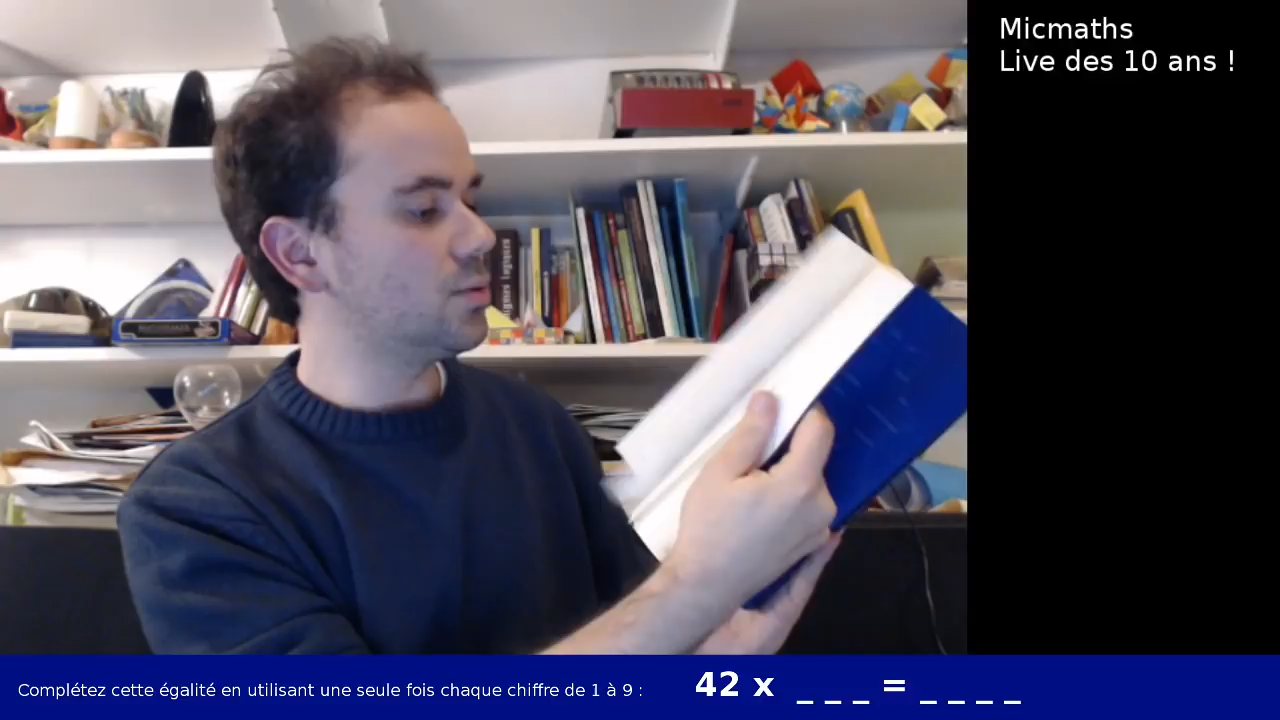 Micmaths
Live des 10 ans !
Complétez cette égalité en utilisant une seule fois chaque chiffre de 1 à 9 :
42 x _ _ _ = _ _ _ _